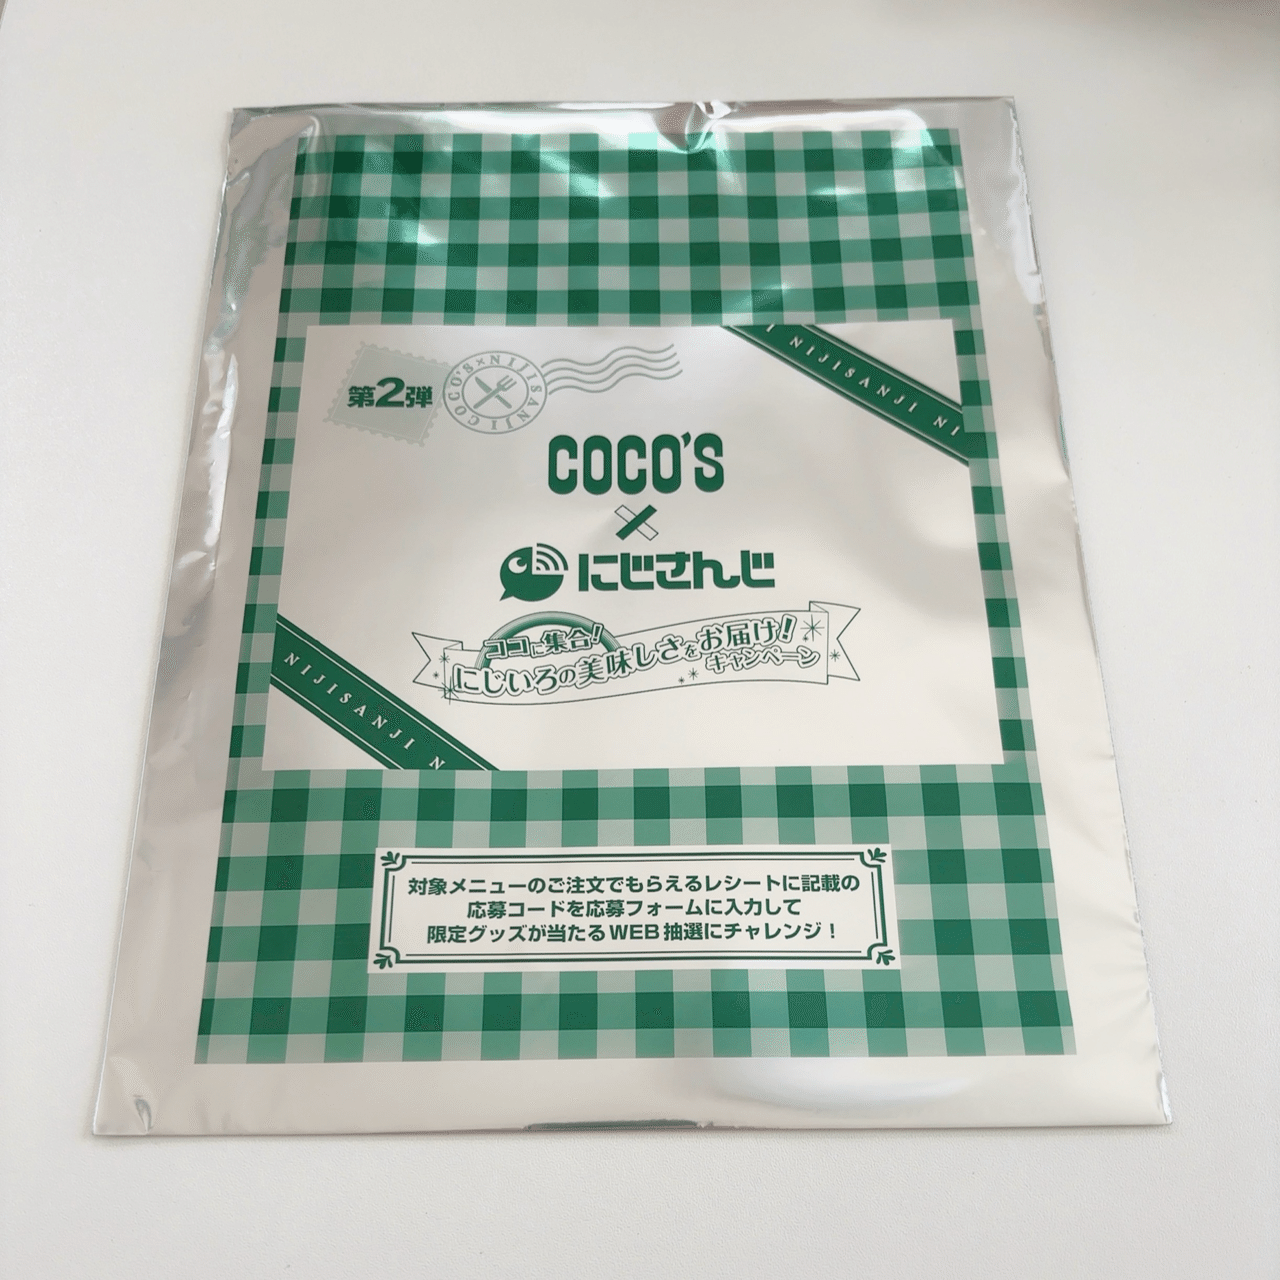 第2弾
COCO'S×NIJISANJI
I NIJISANJI NI
COCO'S
×
にじさんじ
ココに集合!
にじいろの美味しさをお届け!
キャンペーン
NIJISANJI N
対象メニューのご注文でもらえるレシートに記載の
応募コードを応募フォームに入力して
限定グッズが当たるWEB抽選にチャレンジ!